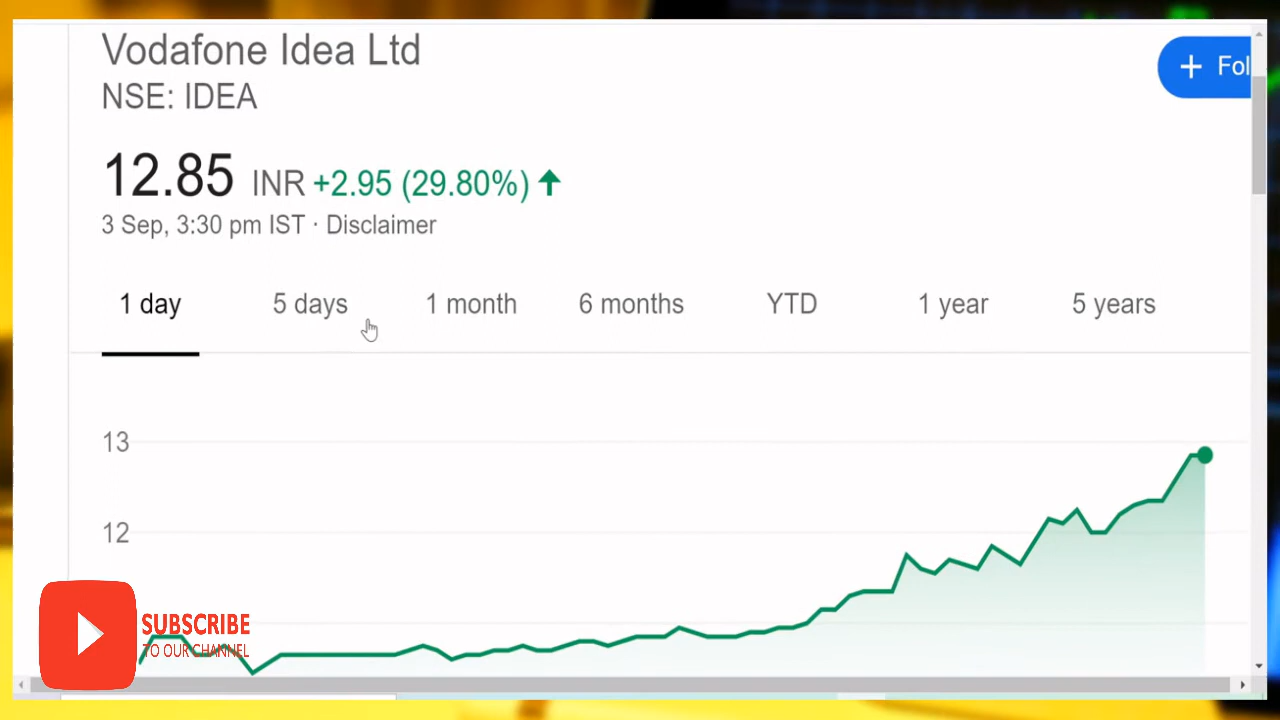 Vodafone Idea Ltd
NSE: IDEA
+ Fol
12.85 INR +2.95 (29.80%) ↑
3 Sep, 3:30 pm IST · Disclaimer
1 day 5 days 1 month 6 months YTD 1 year 5 years
13
12
SUBSCRIBE
TO OUR CHANNEL